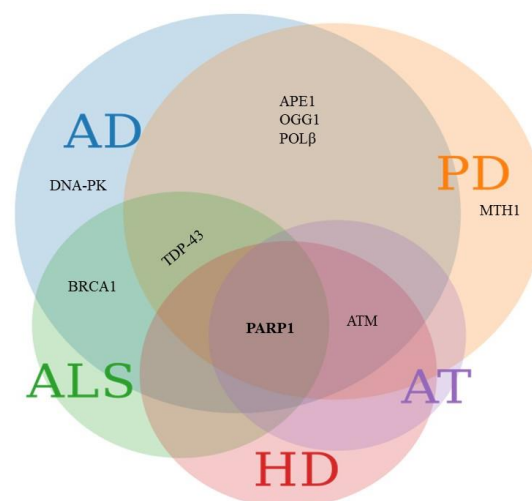 APE1
OGG1
POLβ
AD
PD
DNA-PK
MTH1
TDP-43
BRCA1
PARP1
ATM
ALS
AT
HD